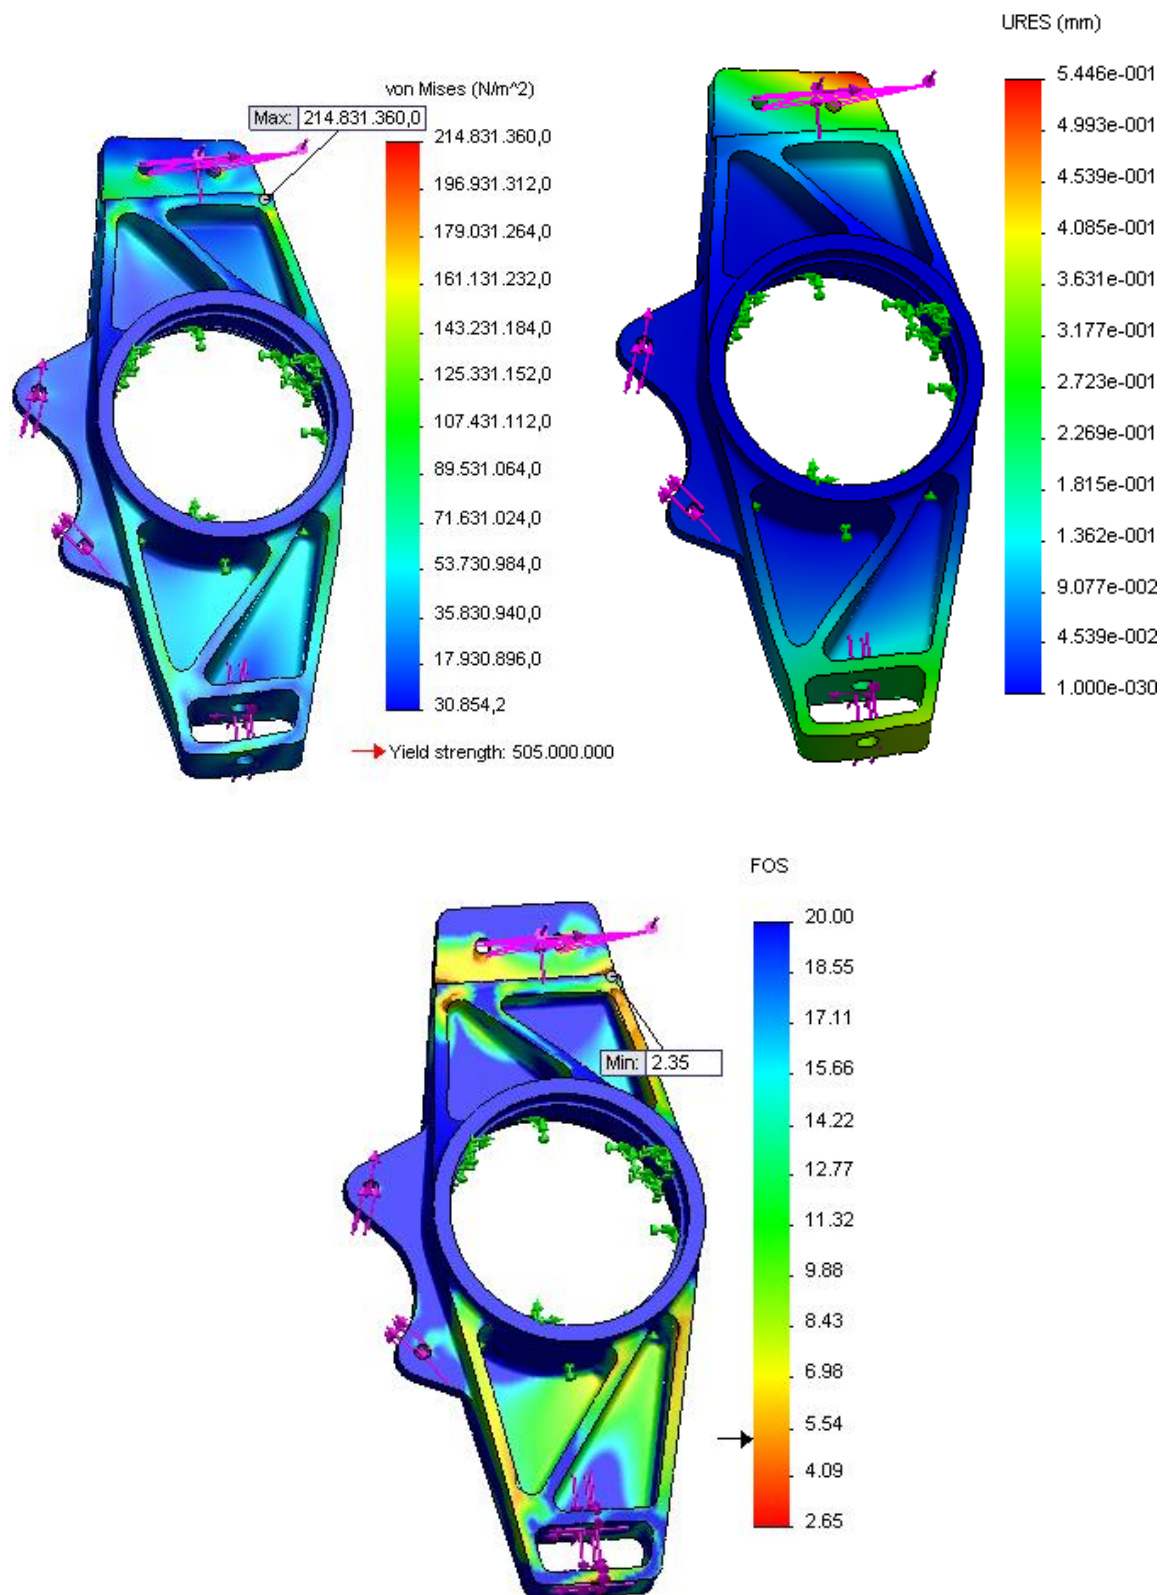 von Mises (N/m^2)
Max: 214.831.360,0
214.831.360,0
196.931.312,0
179.031.264,0
161.131.232,0
143.231.184,0
125.331.152,0
107.431.112,0
89.531.064,0
71.631.024,0
53.730.984,0
35.830.940,0
17.930.896,0
30.854,2
Yield strength: 505.000.000
URES (mm)
5.446e-001
4.993e-001
4.539e-001
4.085e-001
3.631e-001
3.177e-001
2.723e-001
2.269e-001
1.815e-001
1.362e-001
9.077e-002
4.539e-002
1.000e-030
FOS
20.00
18.55
17.11
15.66
14.22
12.77
11.32
9.88
8.43
6.98
5.54
4.09
2.65
Min: 2.35